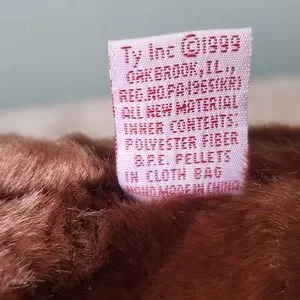 Ty Inc ©1999
OAKBROOK, IL.,
REG.NO.PA-1965(KR)
ALL NEW MATERIAL
INNER CONTENTS:
POLYESTER FIBER
& P.E. PELLETS
IN CLOTH BAG
HAND MADE IN CHINA